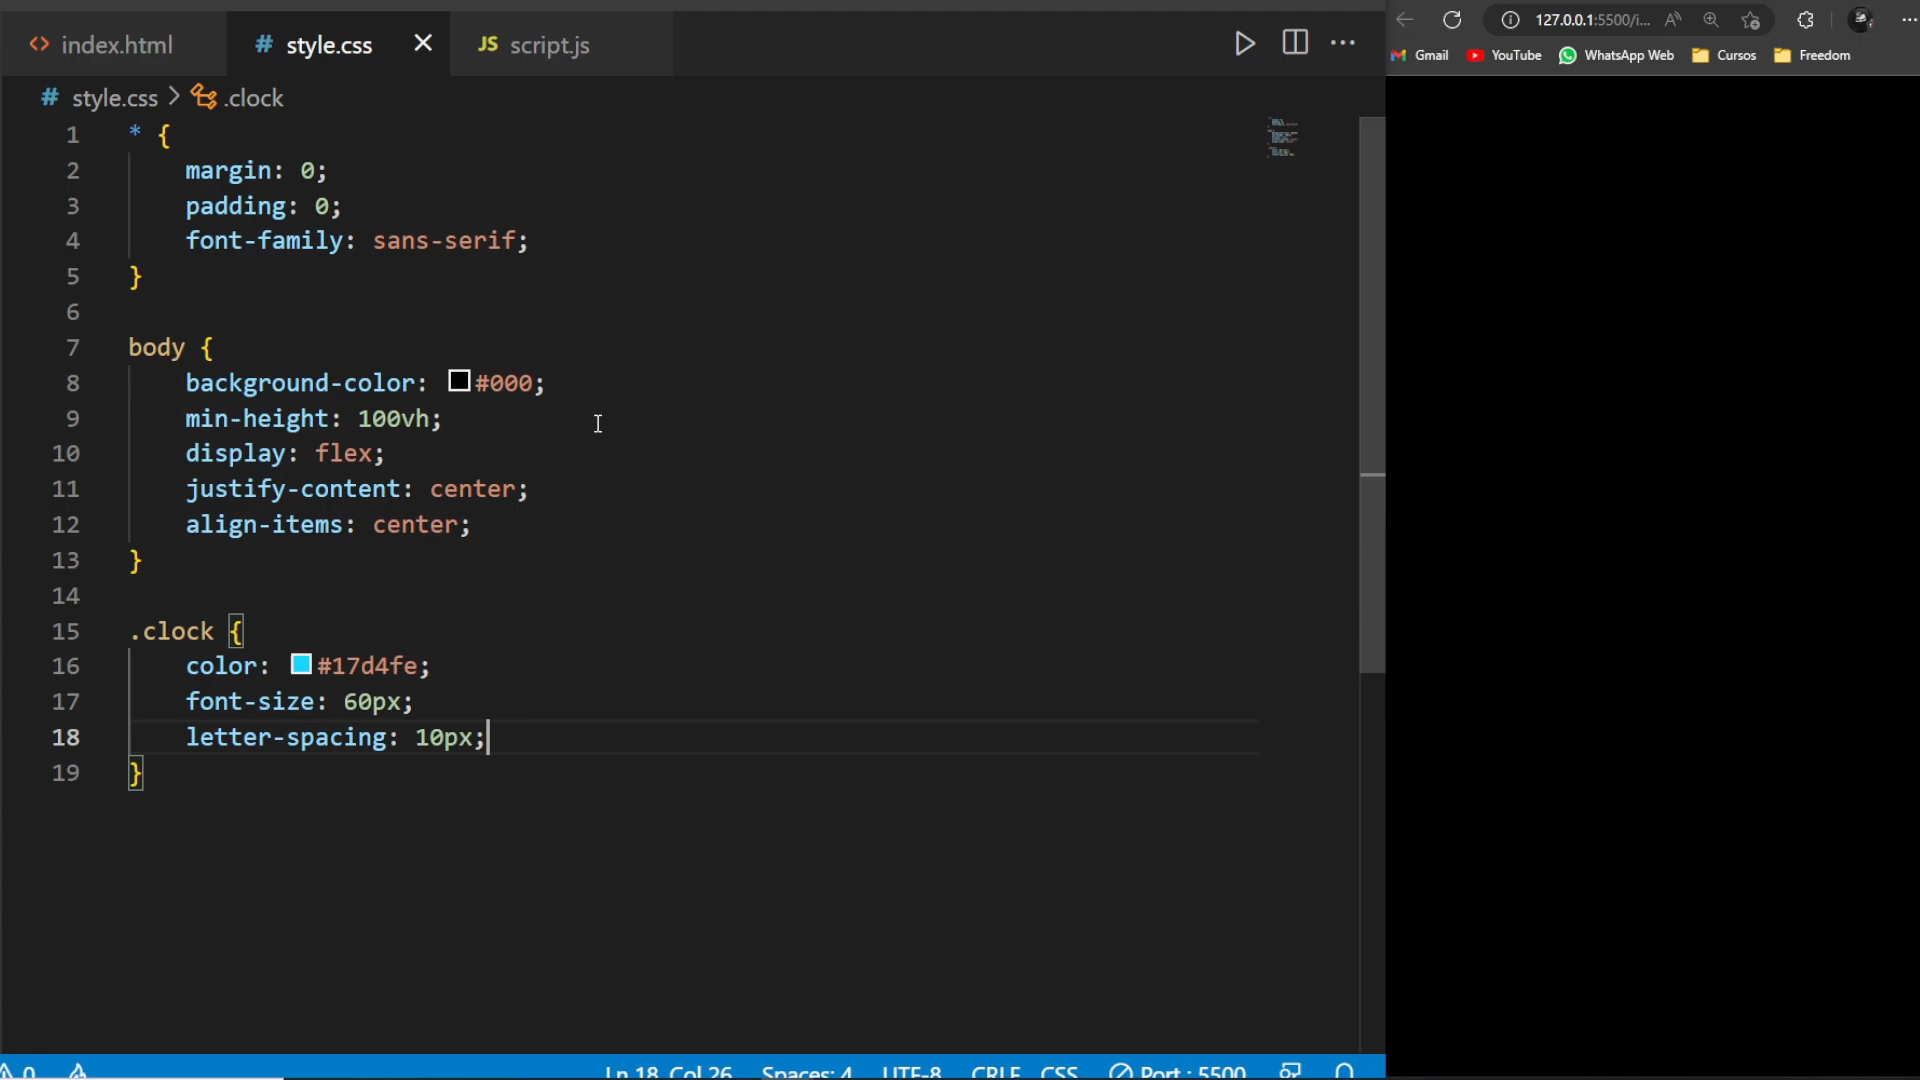 index.html style.css script.js
127.0.0.1:5500/i...
Gmail YouTube WhatsApp Web Cursos Freedom
# style.css > .clock
1 * {
2 margin: 0;
3 padding: 0;
4 font-family: sans-serif;
5 }
6
7 body {
8 background-color: #000;
9 min-height: 100vh;
10 display: flex;
11 justify-content: center;
12 align-items: center;
13 }
14
15 .clock {
16 color: #17d4fe;
17 font-size: 60px;
18 letter-spacing: 10px;
19 }
0 Ln 18, Col 26 Spaces: 4 UTF-8 CRLF CSS Port : 5500